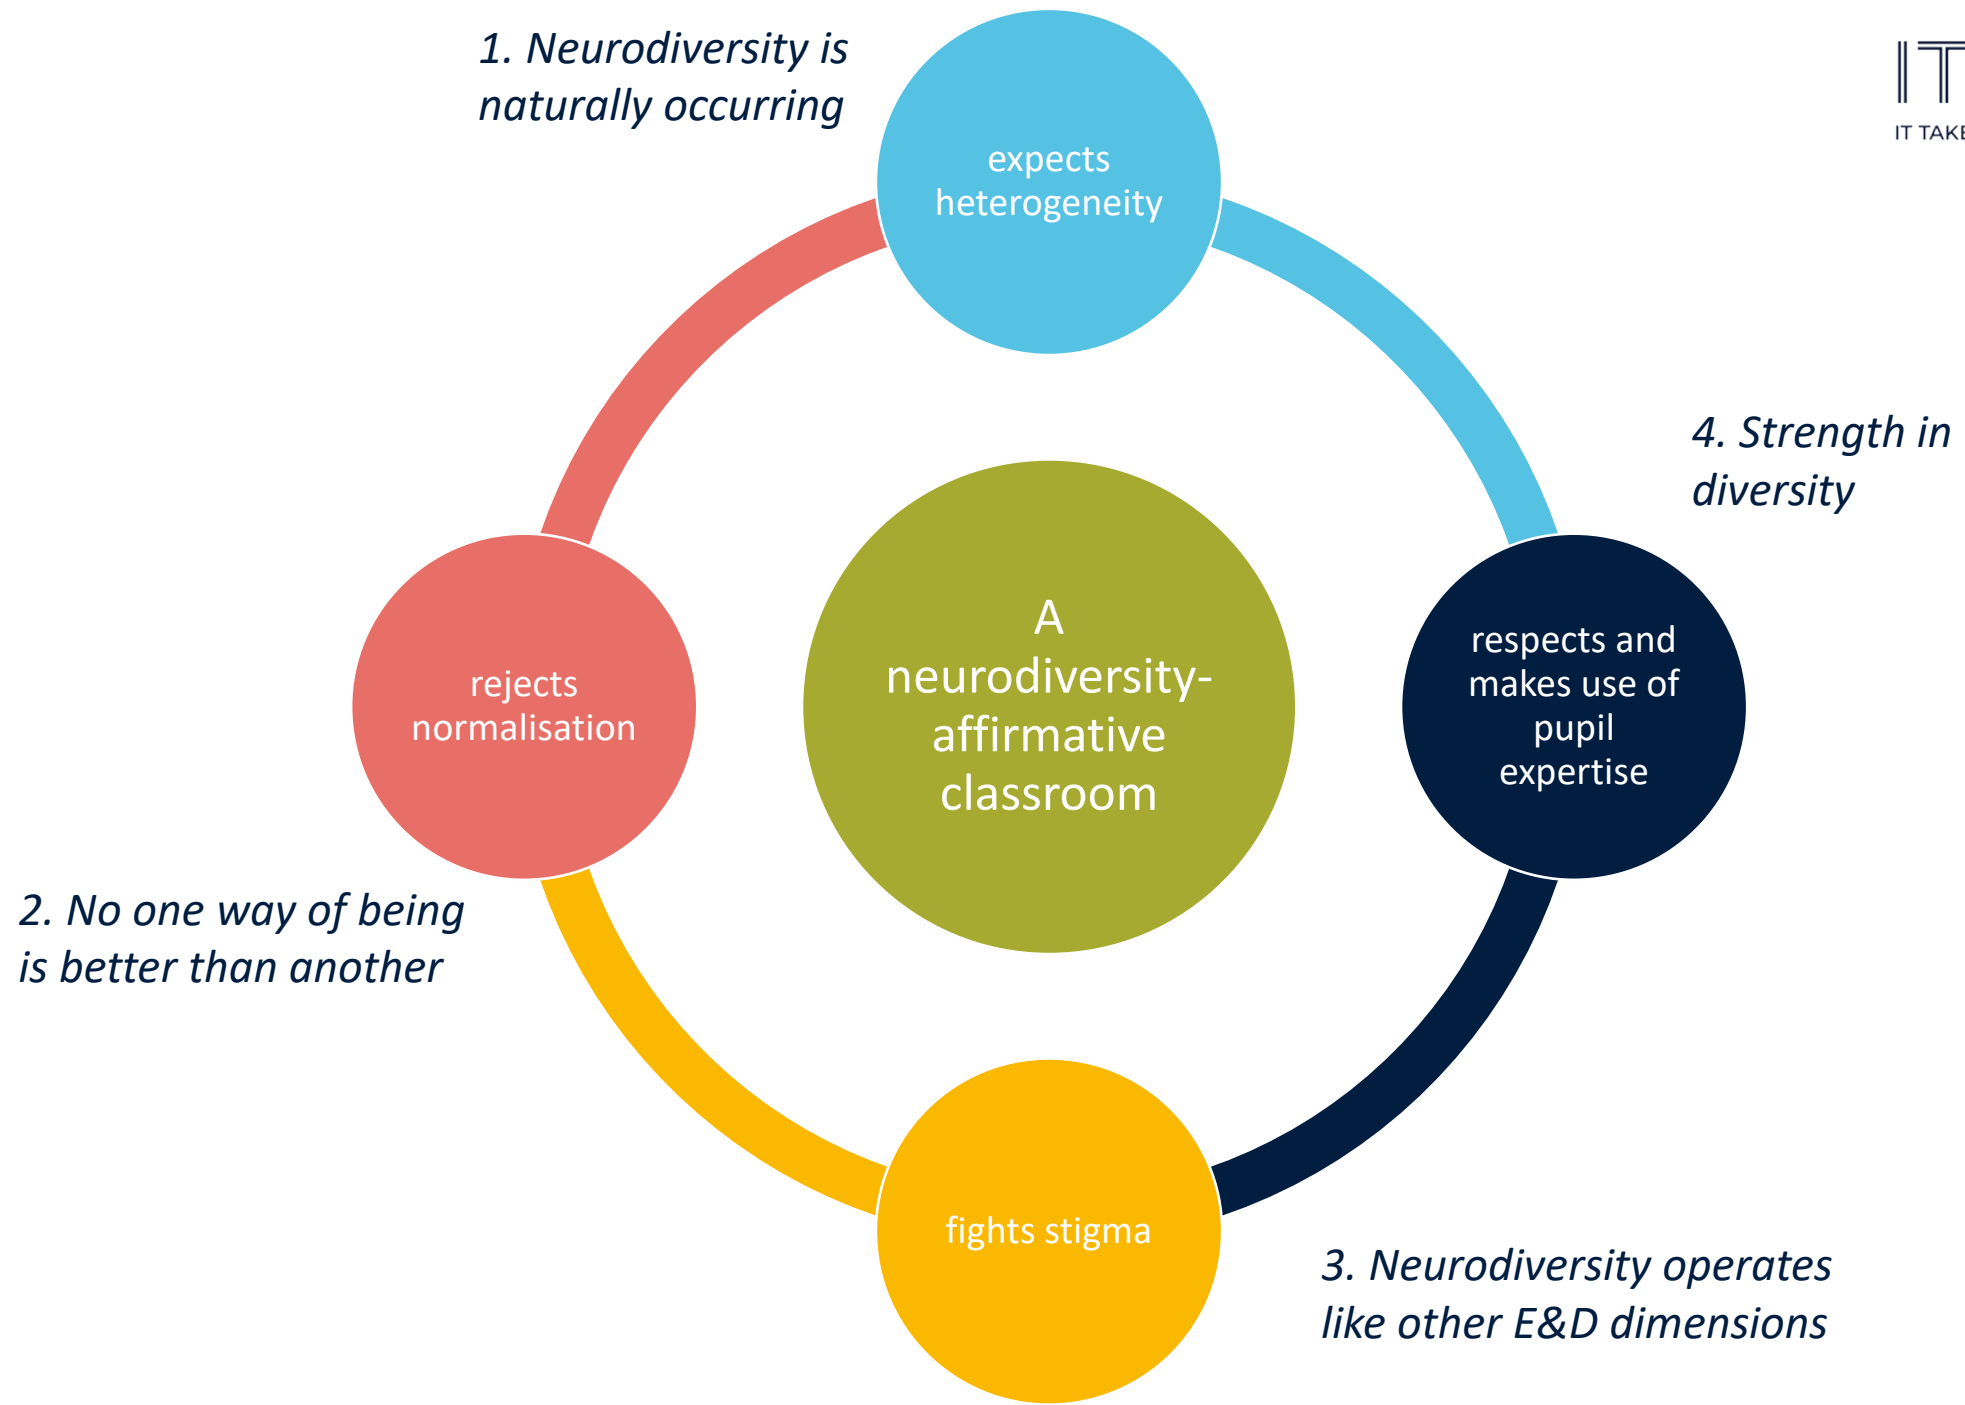 1. Neurodiversity is
naturally occurring
IT
IT TAKE
expects
heterogeneity
4. Strength in
diversity
A
neurodiversity-
affirmative
classroom
respects and
makes use of
pupil
expertise
rejects
normalisation
2. No one way of being
is better than another
fights stigma
3. Neurodiversity operates
like other E&D dimensions